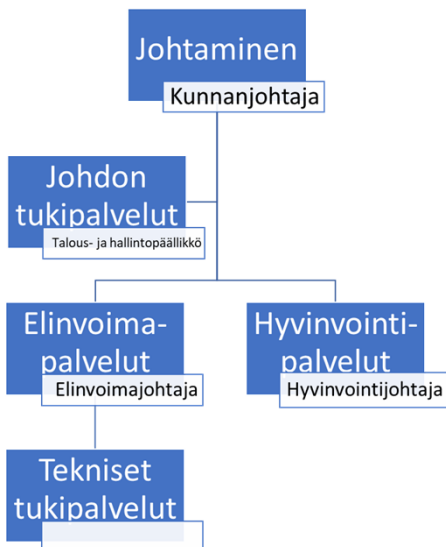 Johtaminen
Kunnanjohtaja
Johdon
tukipalvelut
Talous- ja hallintopäällikkö
Elinvoima-
palvelut
Elinvoimajohtaja
Hyvinvointi-
palvelut
Hyvinvointijohtaja
Tekniset
tukipalvelut